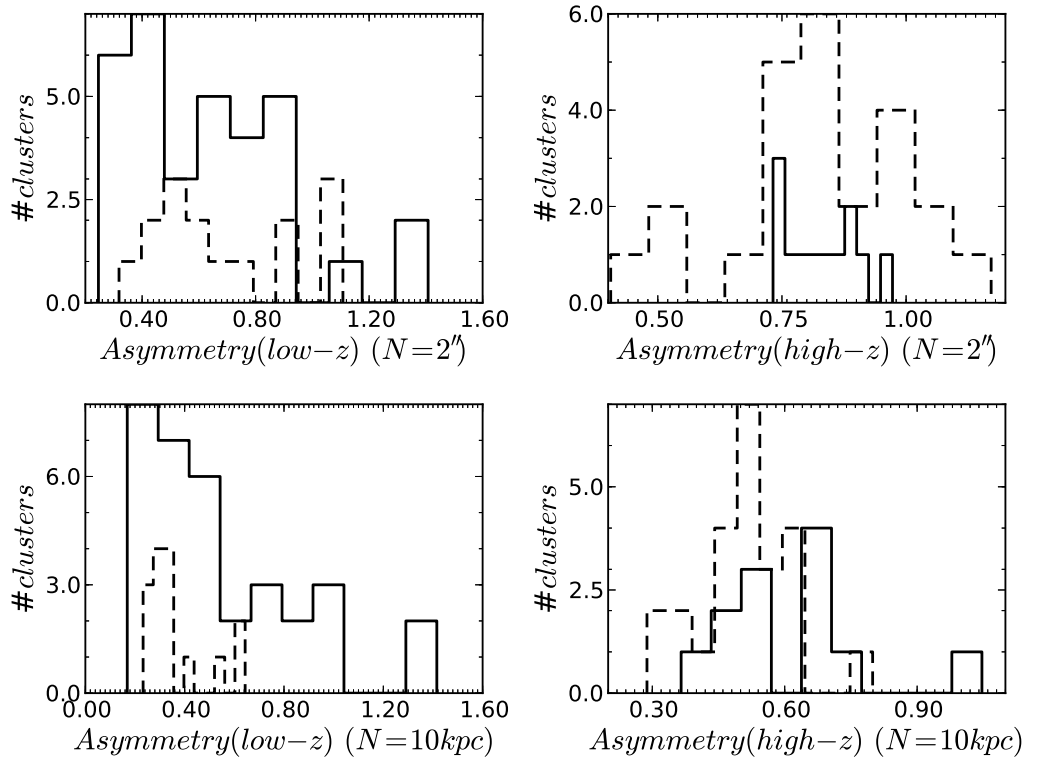 6.0
5.0
4.0
#clusters
#clusters
2.5
2.0
0.0
0.0
0.40 0.80 1.20 1.60
0.50 0.75 1.00
Asymmetry(low−z) (N=2″)
Asymmetry(high−z) (N=2″)
6.0
5.0
#clusters
#clusters
3.0
2.5
0.0
0.0
0.00 0.40 0.80 1.20 1.60
0.30 0.60 0.90
Asymmetry(low−z) (N=10kpc)
Asymmetry(high−z) (N=10kpc)